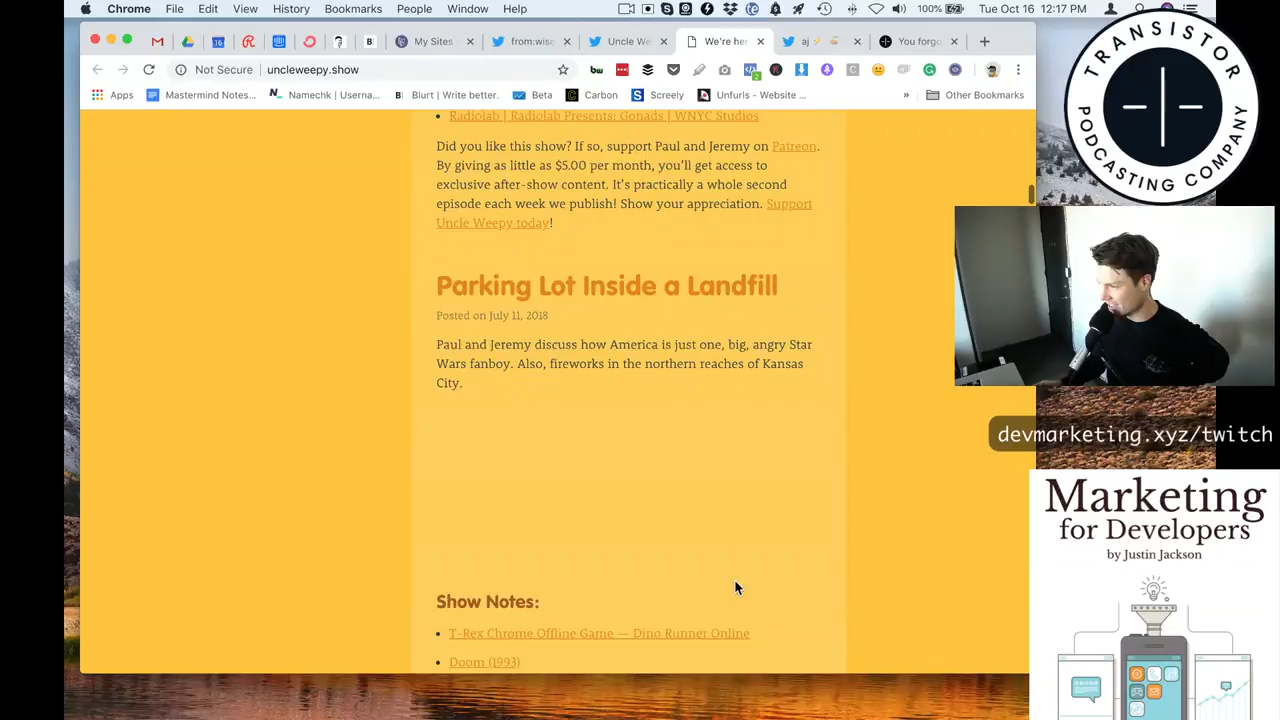 Chrome File Edit View History Bookmarks People Window Help
100% Tue Oct 16 12:17 PM
My Sites
from:wise
Uncle We
We're her
aj
You forgo
Not Secure uncleweepy.show
Apps Mastermind Notes... Namechk | Userna... Blurt | Write better. Beta Carbon Screely Unfurls - Website ... » Other Bookmarks
Radiolab | Radiolab Presents: Gonads | WNYC Studios
Did you like this show? If so, support Paul and Jeremy on Patreon.
By giving as little as $5.00 per month, you'll get access to
exclusive after-show content. It's practically a whole second
episode each week we publish! Show your appreciation. Support
Uncle Weepy today!
Parking Lot Inside a Landfill
Posted on July 11, 2018
Paul and Jeremy discuss how America is just one, big, angry Star
Wars fanboy. Also, fireworks in the northern reaches of Kansas
City.
Show Notes:
T-Rex Chrome Offline Game — Dino Runner Online
Doom (1993)
TRANSISTOR
PODCASTING COMPANY
devmarketing.xyz/twitch
Marketing
for Developers
by Justin Jackson